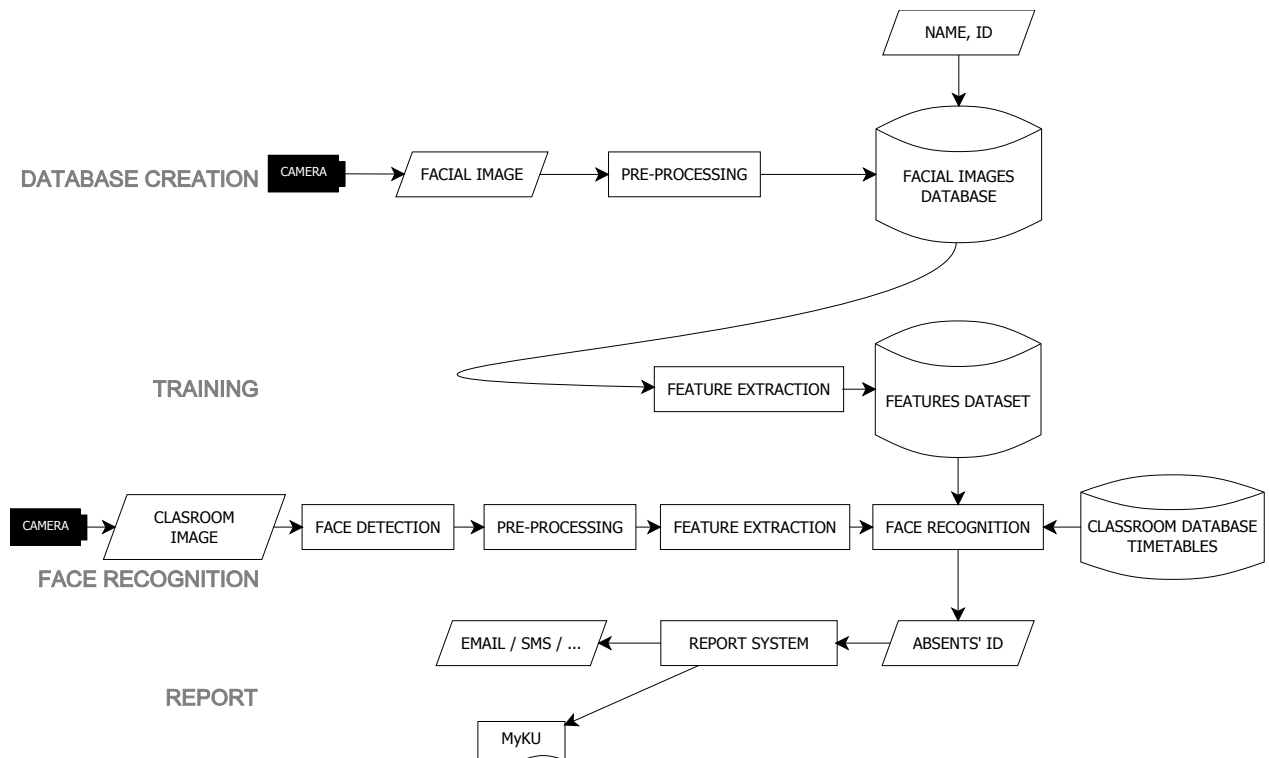 NAME, ID
DATABASE CREATION
CAMERA
FACIAL IMAGE
PRE-PROCESSING
FACIAL IMAGES
DATABASE
TRAINING
FEATURE EXTRACTION
FEATURES DATASET
CAMERA
CLASROOM
IMAGE
FACE DETECTION
PRE-PROCESSING
FEATURE EXTRACTION
FACE RECOGNITION
CLASSROOM DATABASE
TIMETABLES
FACE RECOGNITION
EMAIL / SMS / ...
REPORT SYSTEM
ABSENTS' ID
REPORT
MyKU